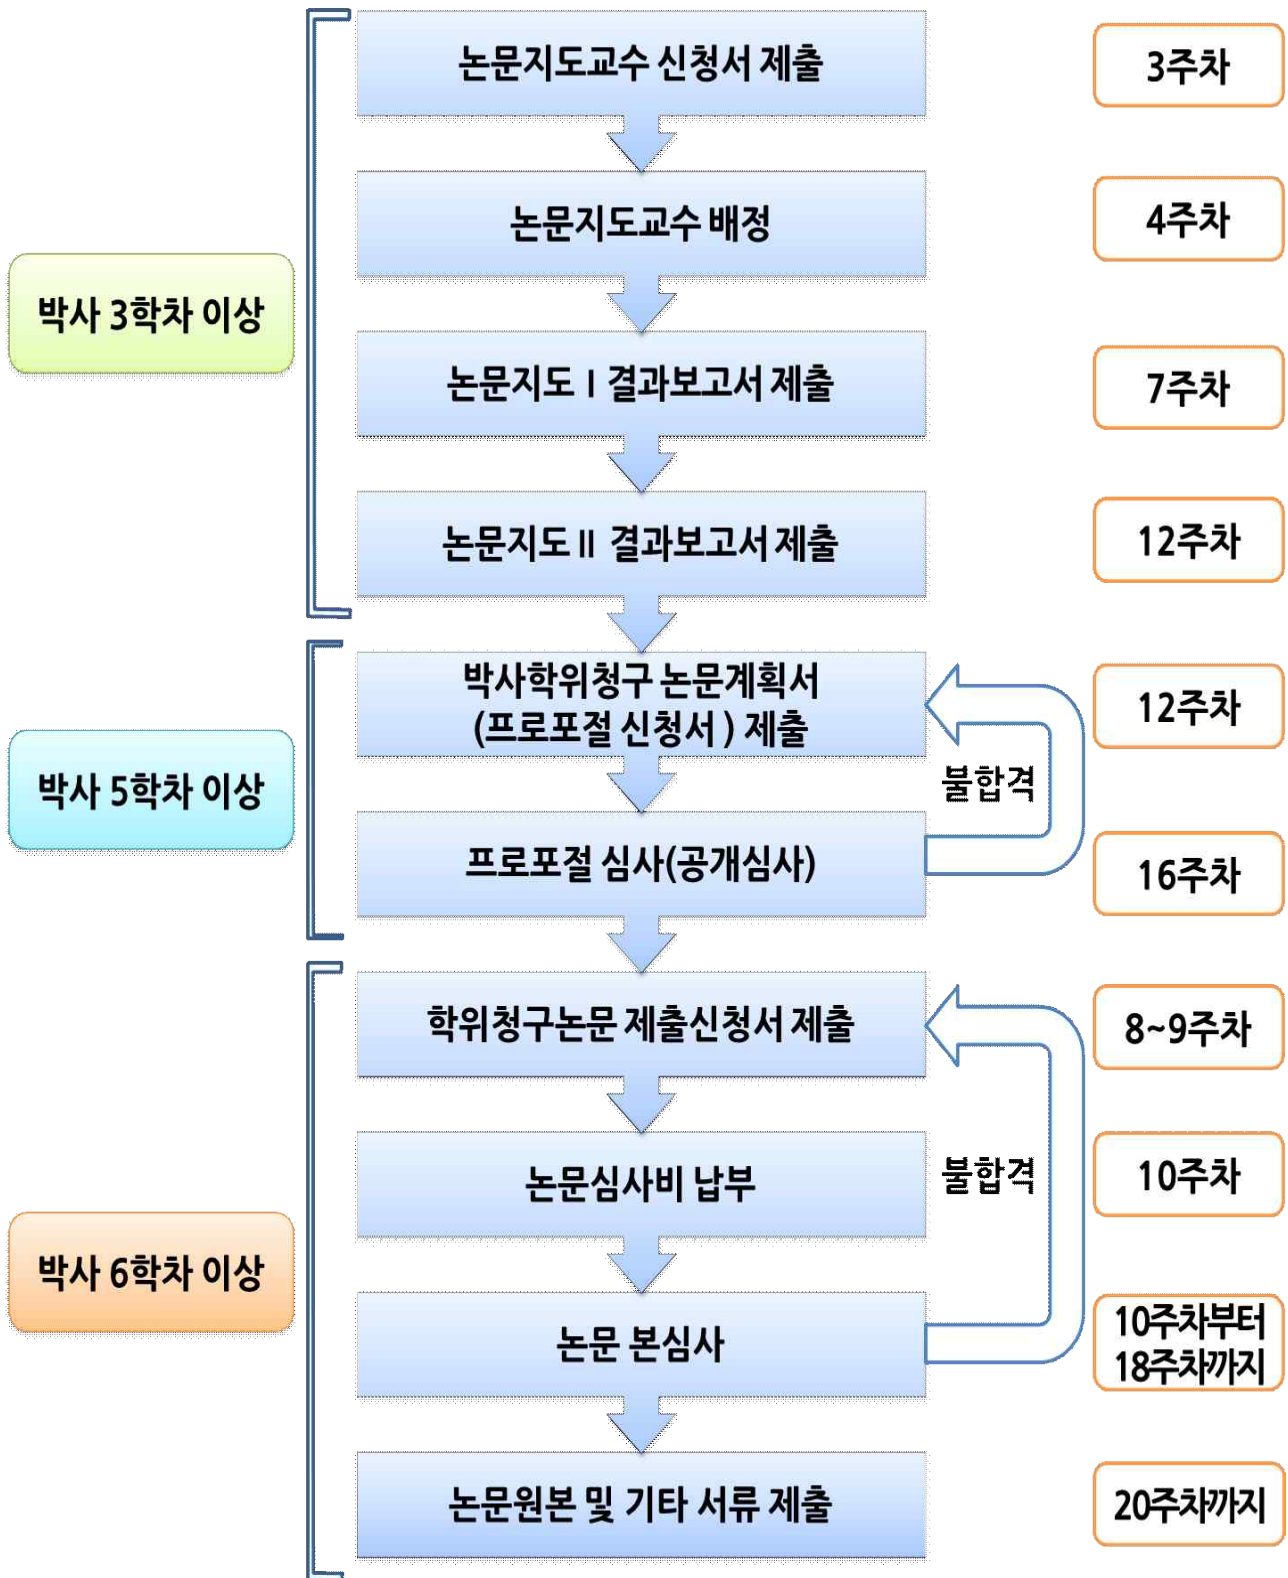 논문지도교수 신청서 제출
3주차
논문지도교수 배정
4주차
박사 3학차 이상
논문지도 Ⅰ 결과보고서 제출
7주차
논문지도 Ⅱ 결과보고서 제출
12주차
박사학위청구 논문계획서
(프로포절 신청서 ) 제출
12주차
불합격
박사 5학차 이상
프로포절 심사(공개심사)
16주차
학위청구논문 제출신청서 제출
8~9주차
논문심사비 납부
불합격
10주차
박사 6학차 이상
논문 본심사
10주차부터
18주차까지
논문원본 및 기타 서류 제출
20주차까지